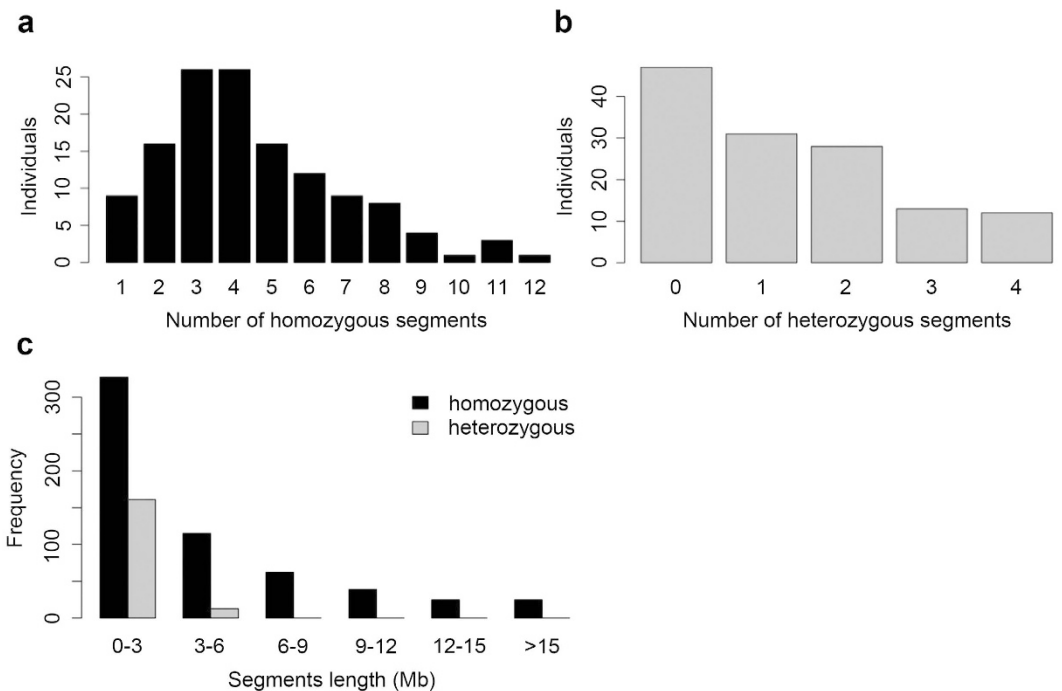 a
25
20
15
10
5
0
Individuals
1 2 3 4 5 6 7 8 9 10 11 12
Number of homozygous segments
b
40
30
20
10
0
Individuals
0 1 2 3 4
Number of heterozygous segments
c
300
200
100
0
Frequency
homozygous
heterozygous
0-3 3-6 6-9 9-12 12-15 >15
Segments length (Mb)